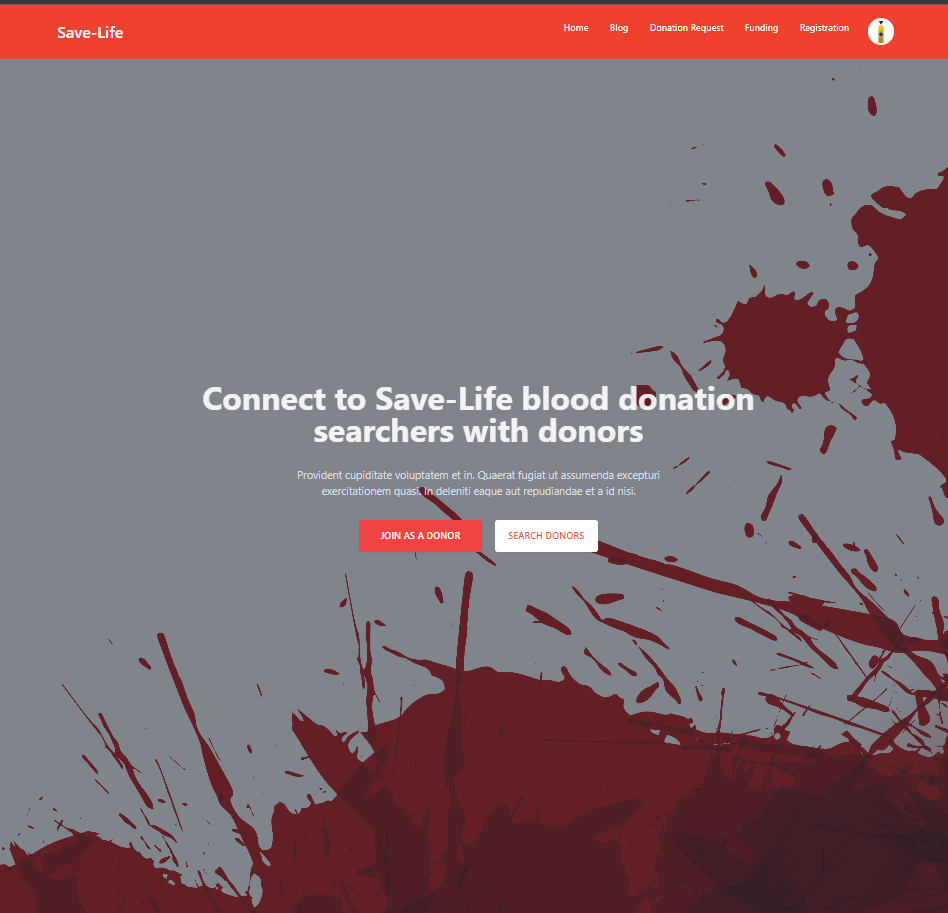 Save-Life
Home Blog Donation Request Funding Registration
Connect to Save-Life blood donation
searchers with donors
Provident cupiditate voluptatem et in. Quaerat fugiat ut assumenda excepturi
exercitationem quasi. In deleniti eaque aut repudiandae et a id nisi.
JOIN AS A DONOR SEARCH DONORS